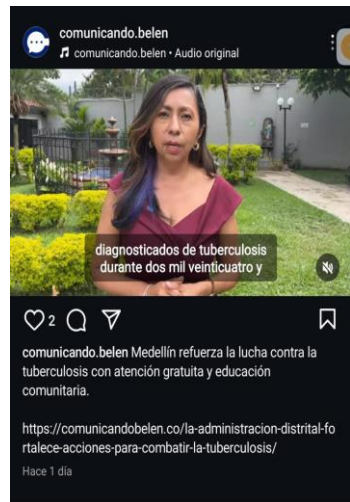 comunicando.belen
comunicando.belen • Audio original
diagnosticados de tuberculosis
durante dos mil veinticuatro y
2
comunicando.belen Medellín refuerza la lucha contra la
tuberculosis con atención gratuita y educación
comunitaria.
https://comunicandobelen.co/la-administracion-distrital-fo
rtalece-acciones-para-combatir-la-tuberculosis/
Hace 1 día